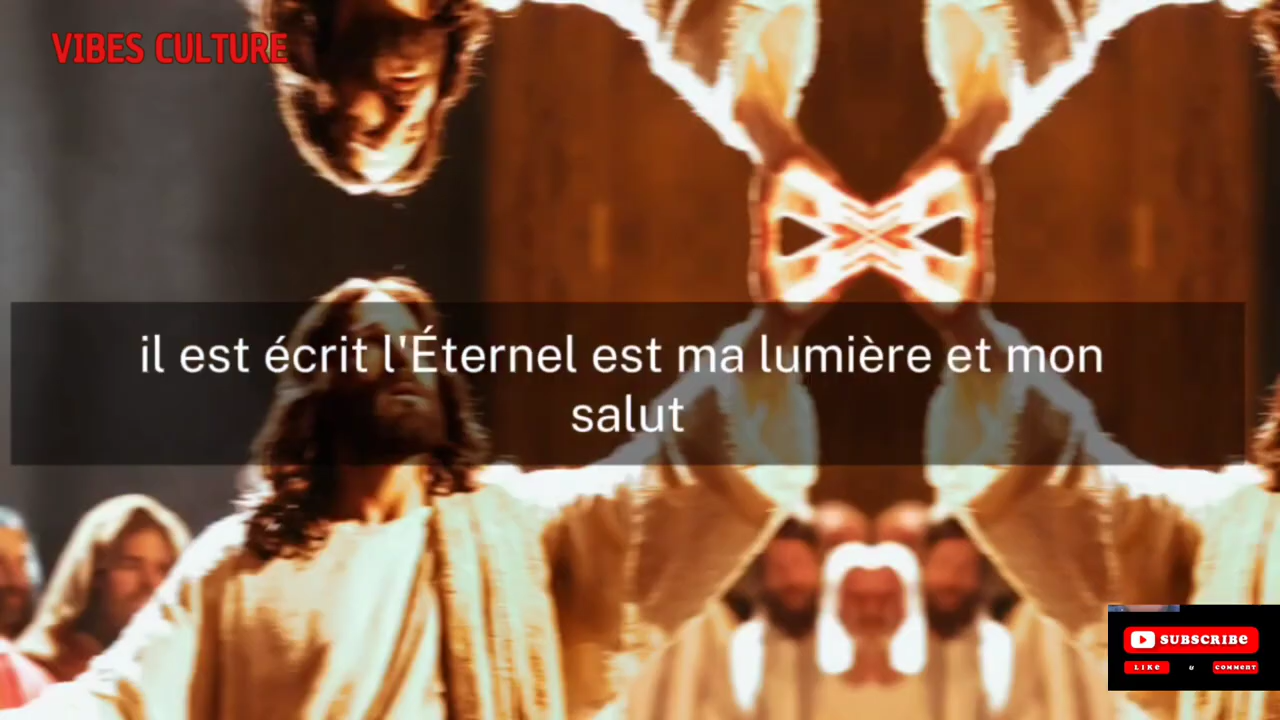 VIBES CULTURE
il est écrit l'Éternel est ma lumière et mon
salut
SUBSCRIBE
LIKE
COMMENT